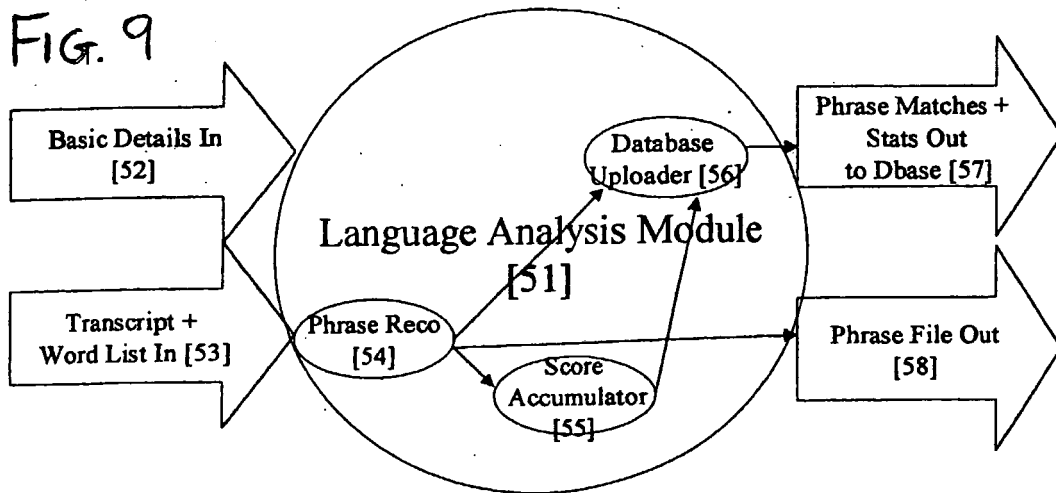 FIG. 9
Basic Details In
[52]
Transcript +
Word List In [53]
Language Analysis Module
[51]
Phrase Reco
[54]
Score
Accumulator
[55]
Database
Uploader [56]
Phrase Matches +
Stats Out
to Dbase [57]
Phrase File Out
[58]